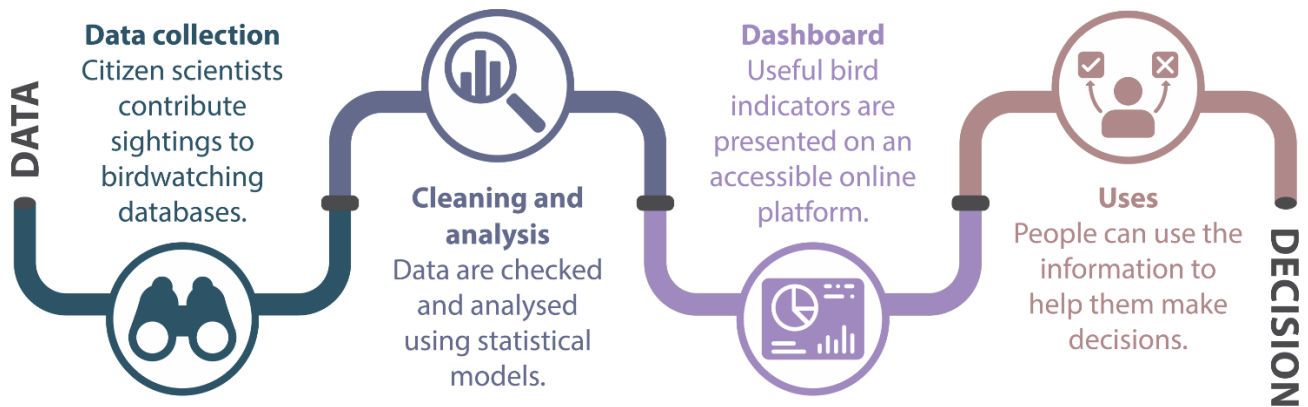 DATA
Data collection
Citizen scientists
contribute
sightings to
birdwatching
databases.
Cleaning and
analysis
Data are checked
and analysed
using statistical
models.
Dashboard
Useful bird
indicators are
presented on an
accessible online
platform.
Uses
People can use the
information to
help them make
decisions.
DECISION